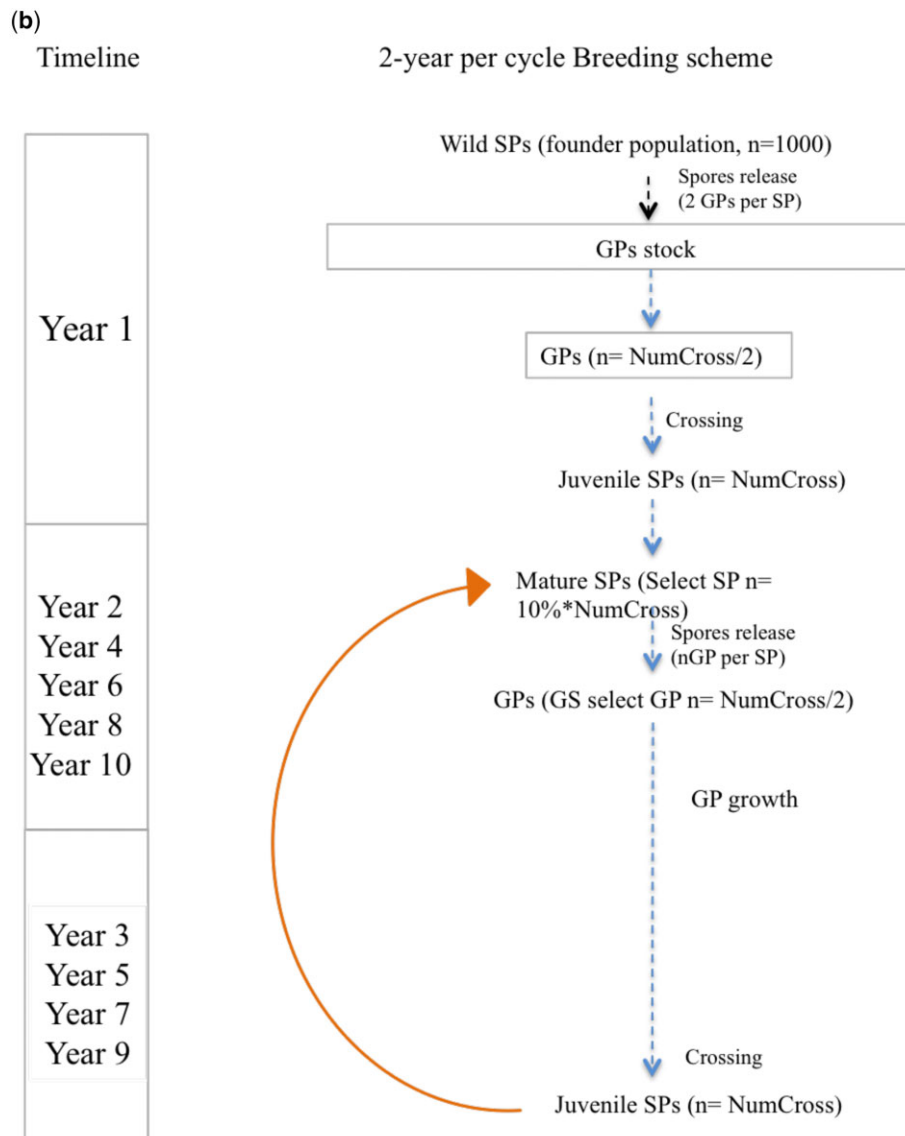 (b)
Timeline
2-year per cycle Breeding scheme
Wild SPs (founder population, n=1000)
Spores release
(2 GPs per SP)
GPs stock
Year 1
GPs (n= NumCross/2)
Crossing
Juvenile SPs (n= NumCross)
Year 2
Year 4
Year 6
Year 8
Year 10
Mature SPs (Select SP n=
10%*NumCross)
Spores release
(nGP per SP)
GPs (GS select GP n= NumCross/2)
GP growth
Year 3
Year 5
Year 7
Year 9
Crossing
Juvenile SPs (n= NumCross)